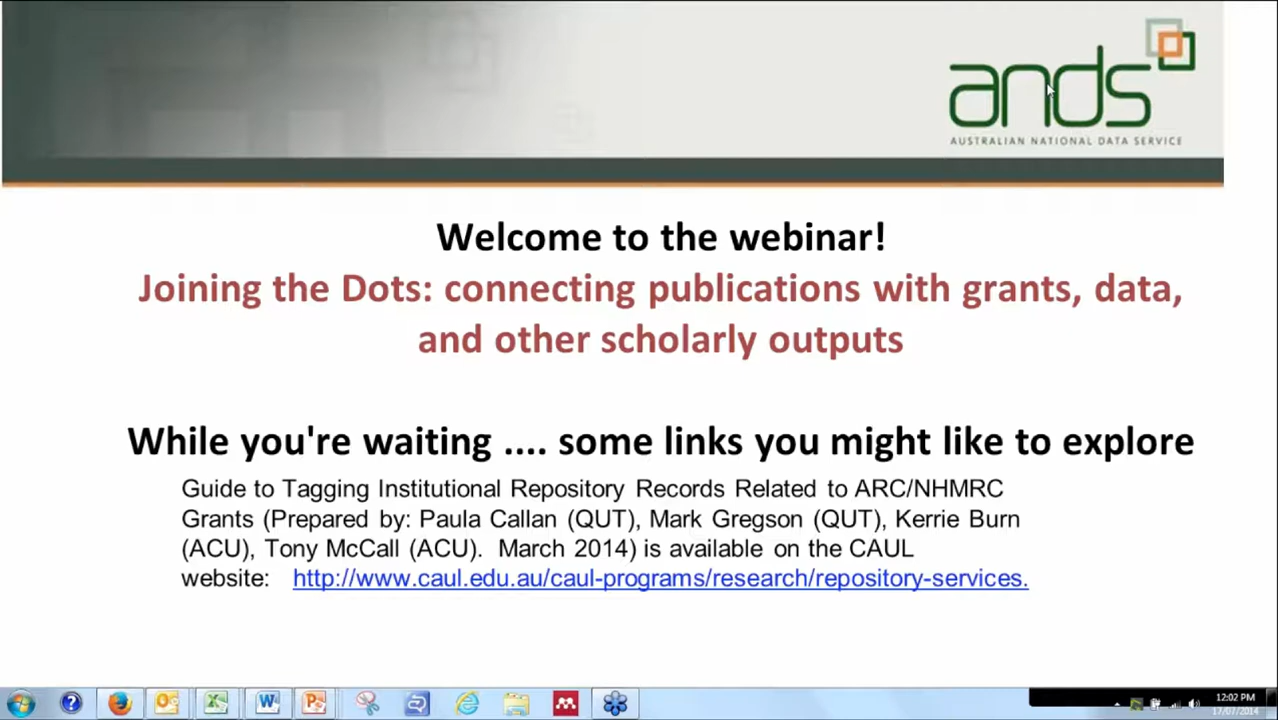 ands
AUSTRALIAN NATIONAL DATA SERVICE
Welcome to the webinar!
Joining the Dots: connecting publications with grants, data,
and other scholarly outputs
While you're waiting .... some links you might like to explore
Guide to Tagging Institutional Repository Records Related to ARC/NHMRC
Grants (Prepared by: Paula Callan (QUT), Mark Gregson (QUT), Kerrie Burn
(ACU), Tony McCall (ACU).  March 2014) is available on the CAUL
website:   http://www.caul.edu.au/caul-programs/research/repository-services.
12:02 PM
17/07/2014